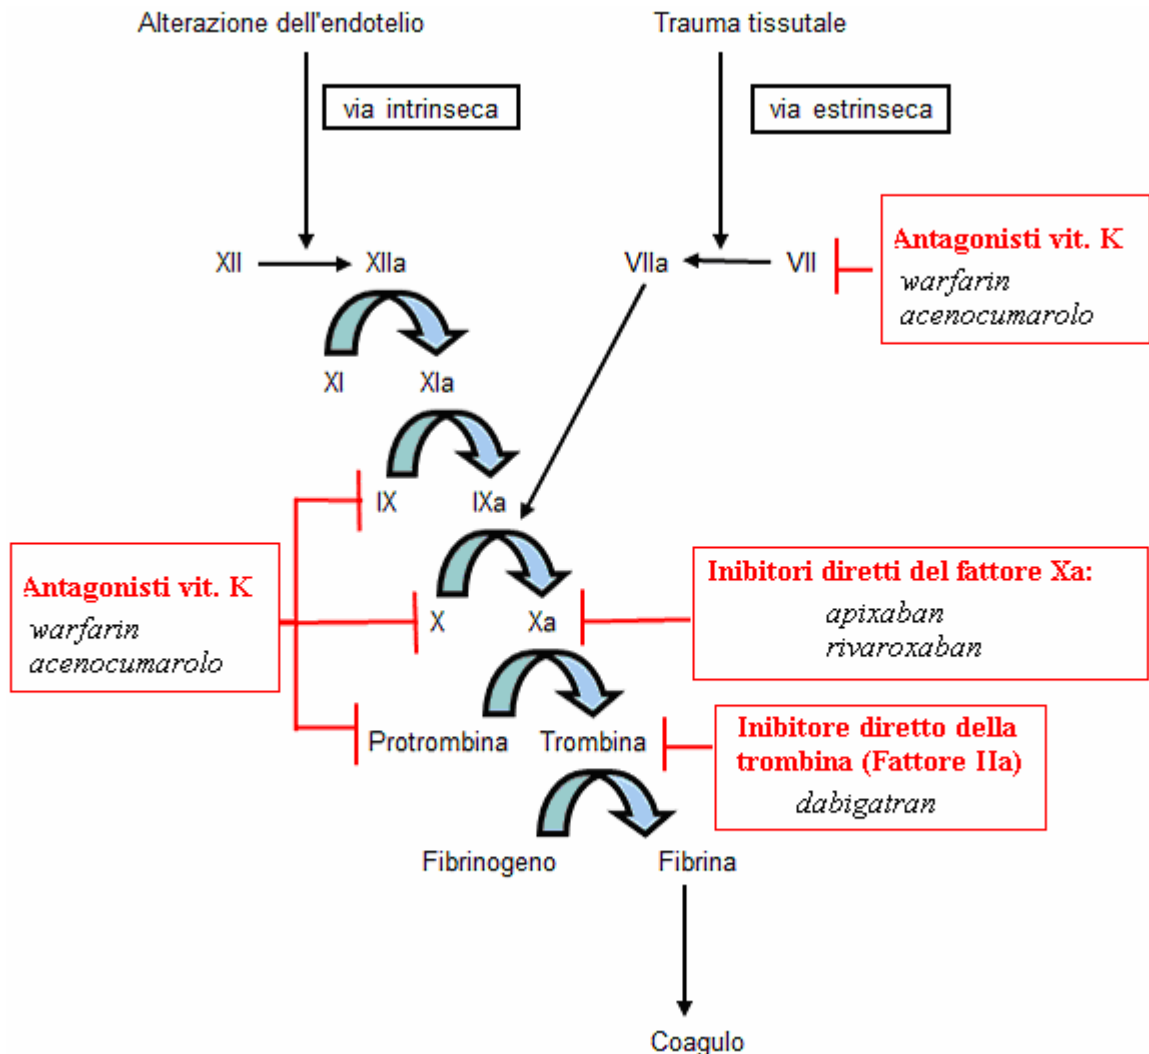 Alterazione dell'endotelio
Trauma tissutale
via intrinseca
via estrinseca
Antagonisti vit. K
warfarin
acenocumarolo
XII
XIIa
VIIa
VII
XI
XIa
IX
IXa
Antagonisti vit. K
warfarin
acenocumarolo
X
Xa
Inibitori diretti del fattore Xa:
apixaban
rivaroxaban
Protrombina
Trombina
Inibitore diretto della
trombina (Fattore IIa)
dabigatran
Fibrinogeno
Fibrina
Coagulo